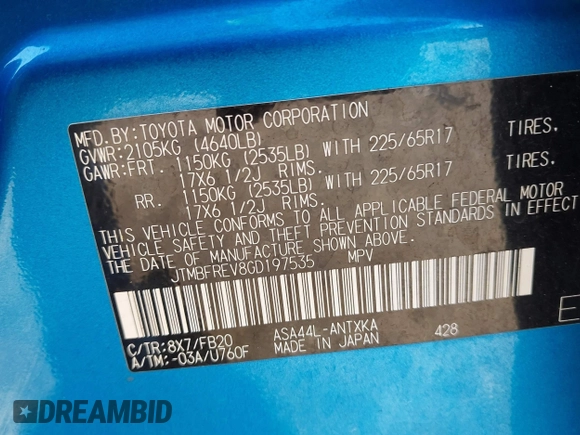 MFD. BY: TOYOTA MOTOR CORPORATION
GVWR: 2105KG (4640LB)
GAWR: FRT. 1150KG (2535LB) WITH 225/65R17 TIRES,
17X6 1/2J RIMS.
RR. 1150KG (2535LB) WITH 225/65R17 TIRES,
17X6 1/2J RIMS.
THIS VEHICLE CONFORMS TO ALL APPLICABLE FEDERAL MOTOR
VEHICLE SAFETY AND THEFT PREVENTION STANDARDS IN EFFECT
ON THE DATE OF MANUFACTURE SHOWN ABOVE.
JTMBFREV8GD197535 MPV
C/TR: 8X7/FB20 ASA44L-ANTXKA 428
A/TM: -03A/U760F MADE IN JAPAN
DREAMBID